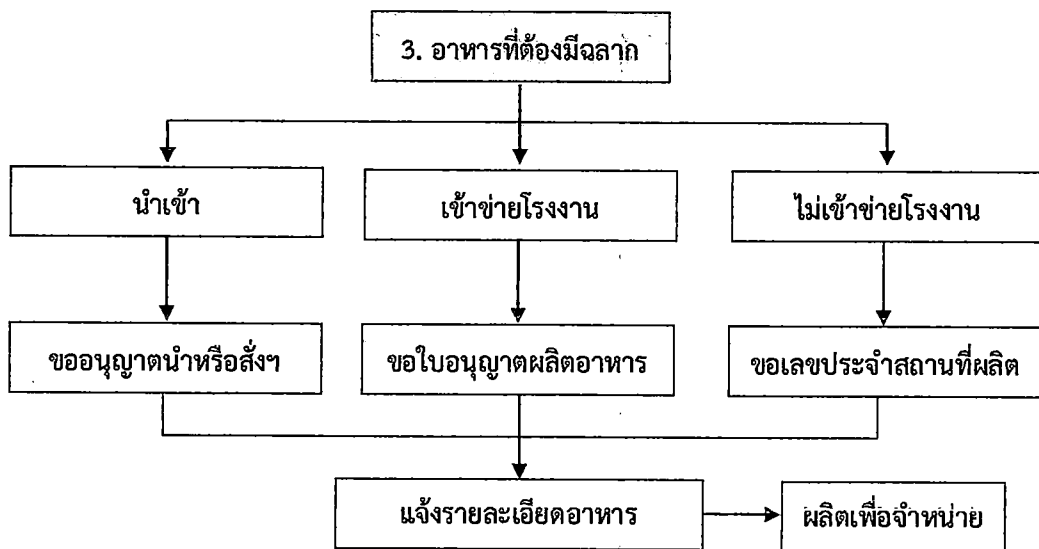 3. อาหารที่ต้องมีฉลาก
นำเข้า
เข้าข่ายโรงงาน
ไม่เข้าข่ายโรงงาน
ขออนุญาตนำหรือสั่งฯ
ขอใบอนุญาตผลิตอาหาร
ขอเลขประจำสถานที่ผลิต
แจ้งรายละเอียดอาหาร
ผลิตเพื่อจำหน่าย